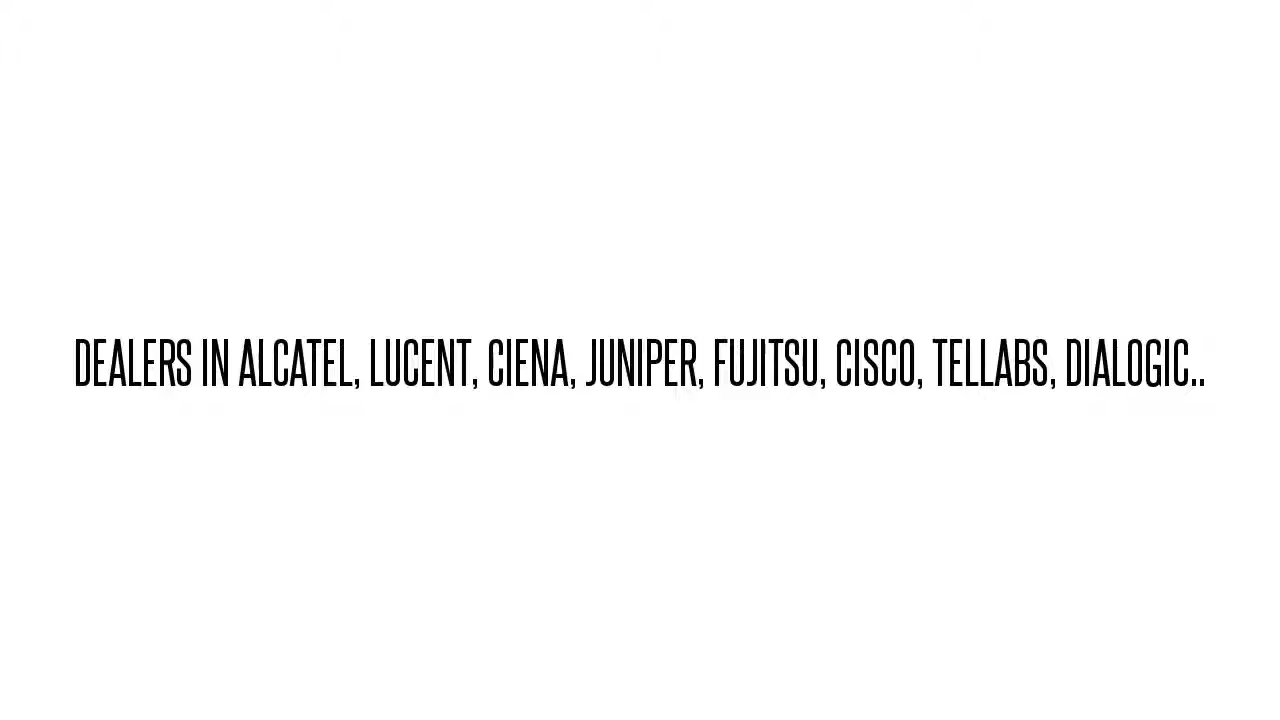 DEALERS IN ALCATEL, LUCENT, CIENA, JUNIPER, FUJITSU, CISCO, TELLABS, DIALOGIC..